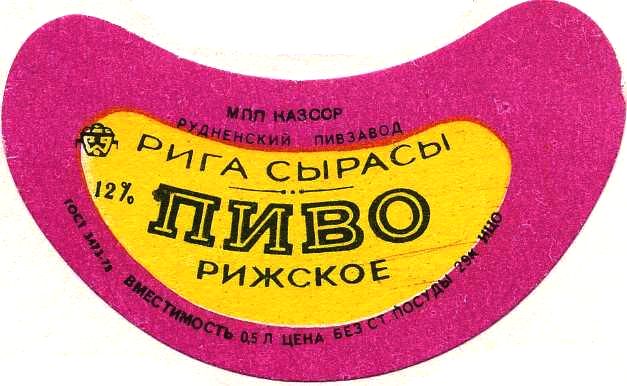 МПП КАЗССР
РУДНЕНСКИЙ ПИВЗАВОД
РИГА СЫРАСЫ
12%
ПИВО
РИЖСКОЕ
ГОСТ 3473-78
ВМЕСТИМОСТЬ 0,5 Л ЦЕНА БЕЗ СТ ПОСУДЫ 29к